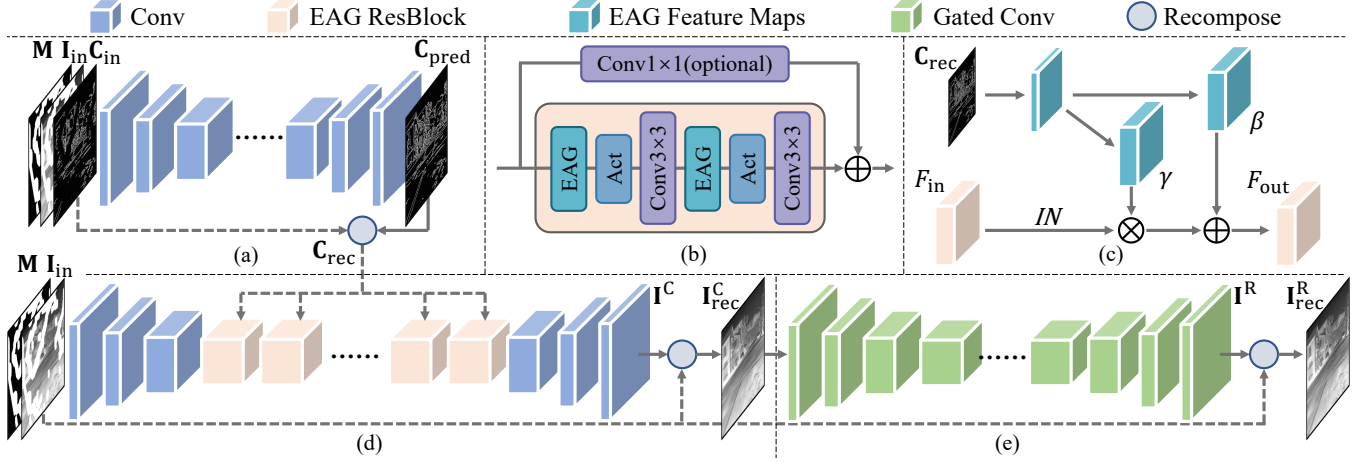 Conv EAG ResBlock EAG Feature Maps Gated Conv Recompose
M I_in C_in
C_pred
C_rec
(a)
Conv1×1(optional)
EAG
Act
Conv3×3
EAG
Act
Conv3×3
(b)
C_rec
β
γ
F_in
IN
F_out
(c)
M I_in
I^C
I^C_rec
(d)
I^R
I^R_rec
(e)